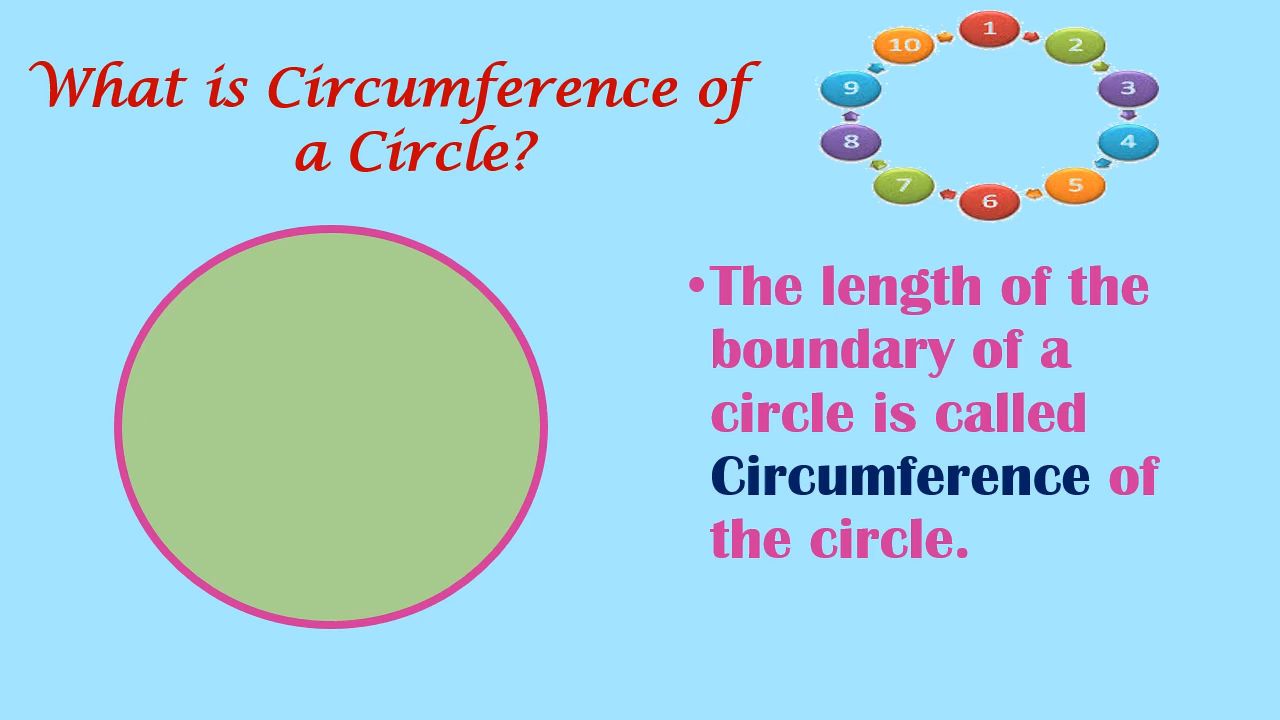 What is Circumference of
a Circle?
1
2
3
4
5
6
7
8
9
10
•The length of the
boundary of a
circle is called
Circumference of
the circle.